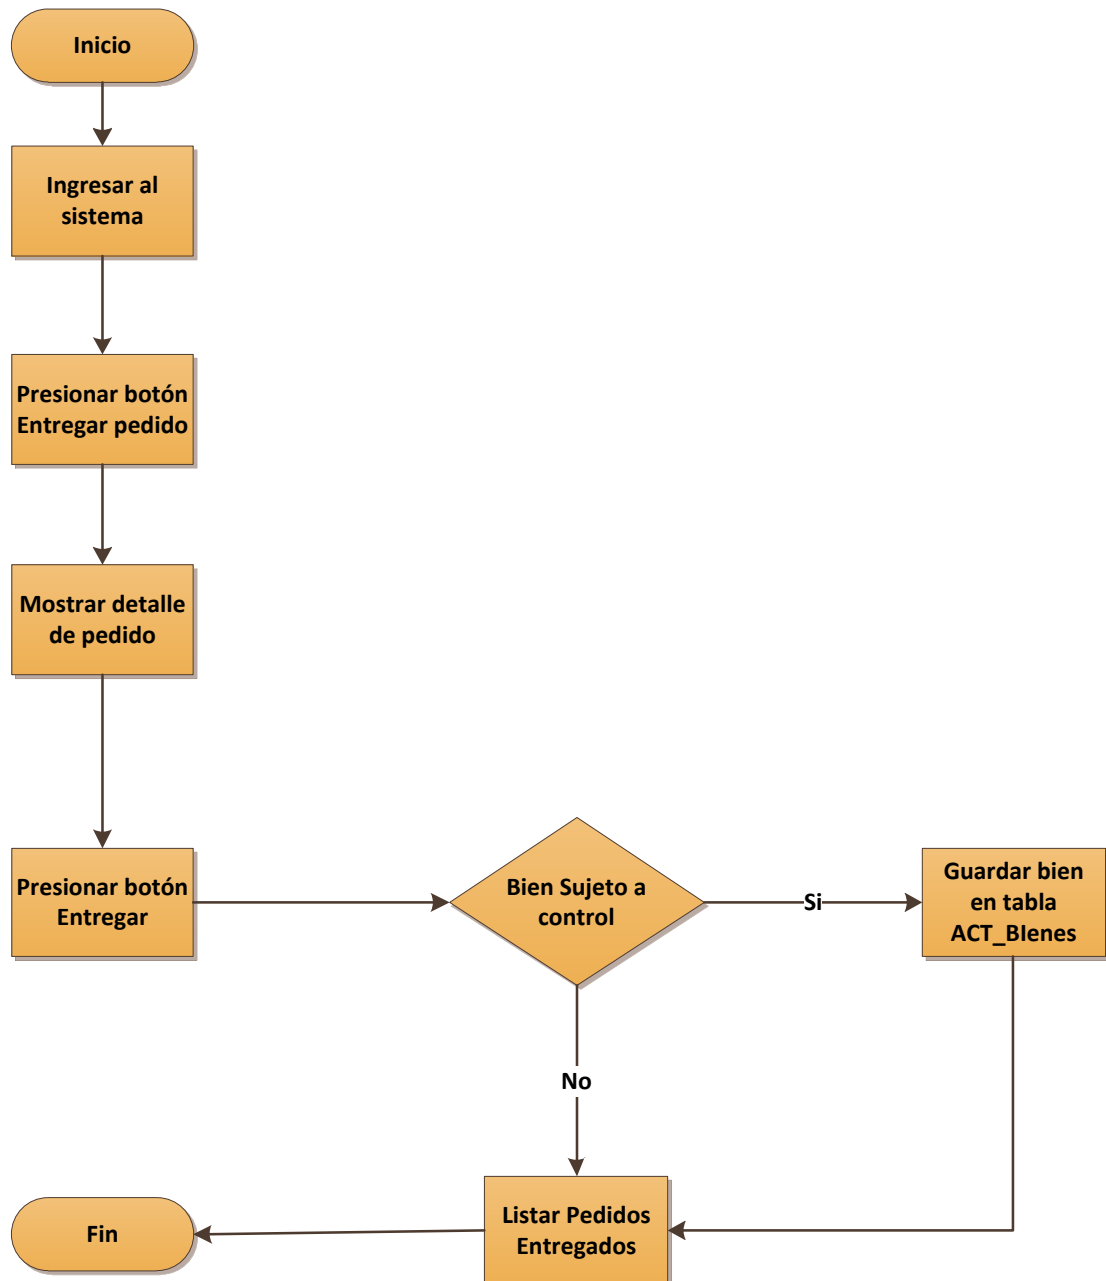 Inicio
Ingresar al
sistema
Presionar botón
Entregar pedido
Mostrar detalle
de pedido
Presionar botón
Entregar
Bien Sujeto a
control
Si
Guardar bien
en tabla
ACT_BIenes
No
Listar Pedidos
Entregados
Fin